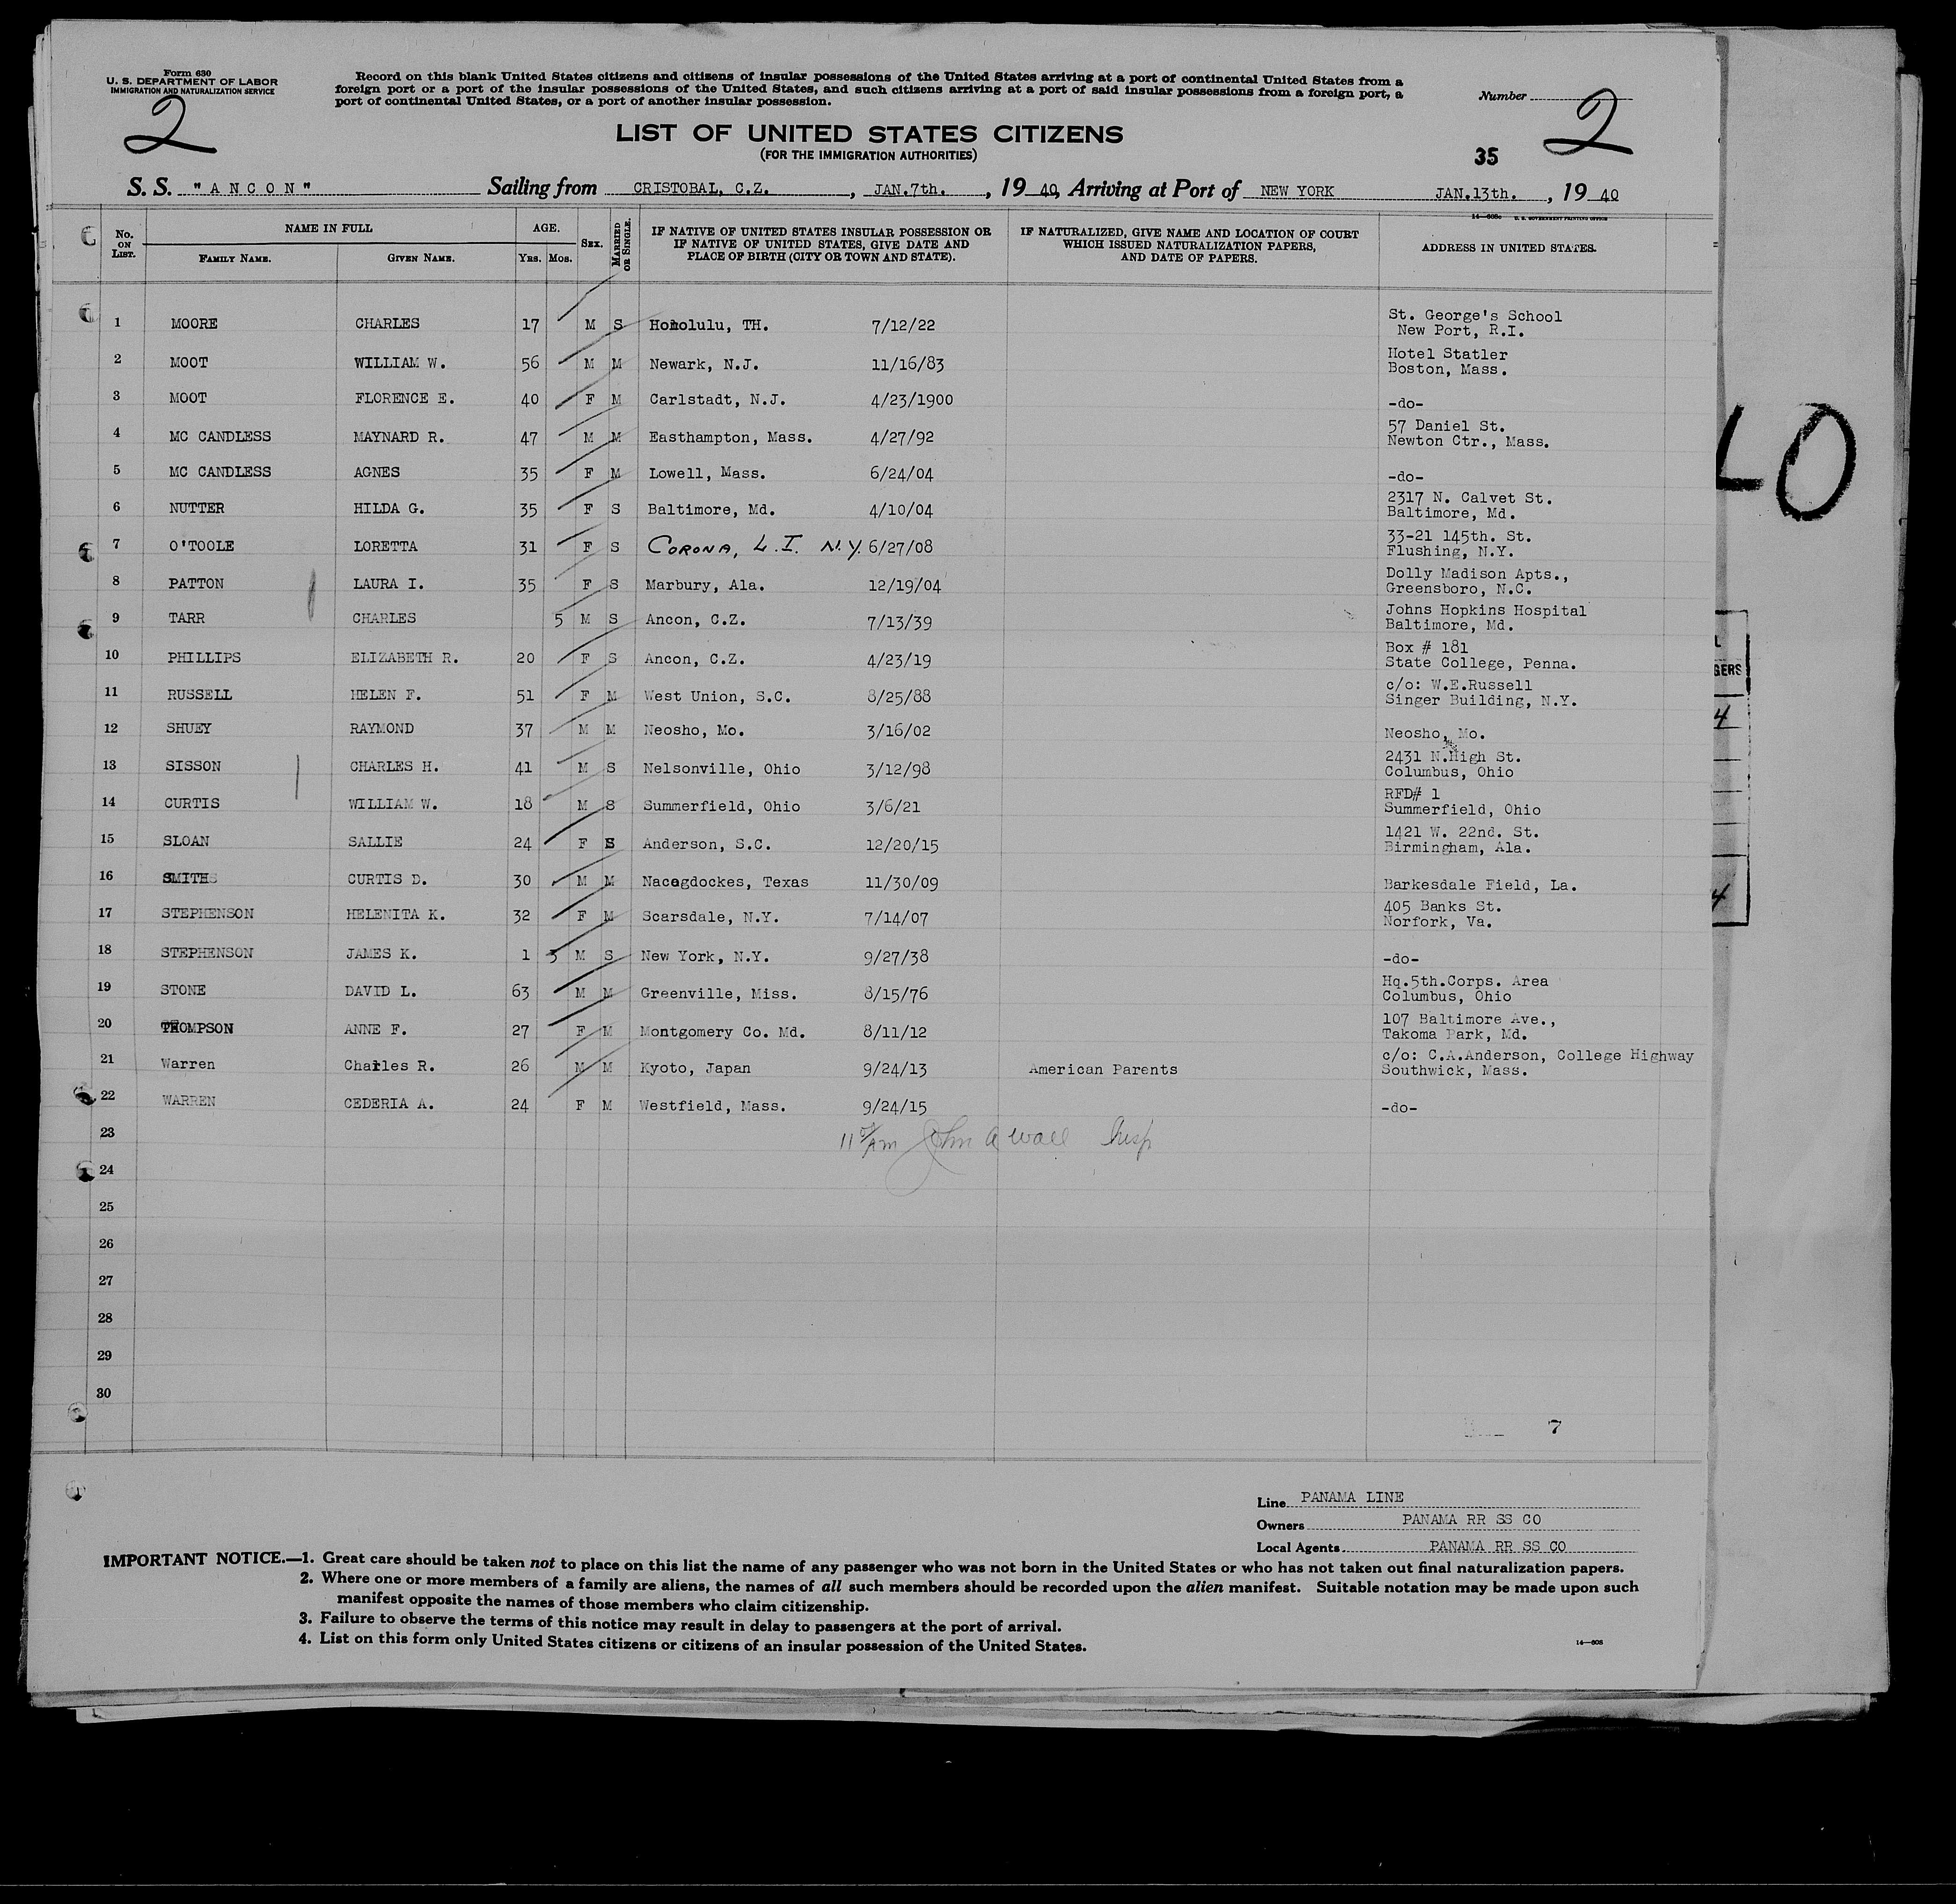 Form 630
U. S. DEPARTMENT OF LABOR
IMMIGRATION AND NATURALIZATION SERVICE
Record on this blank United States citizens and citizens of insular possessions of the United States arriving at a port of continental United States from a
foreign port or a port of the insular possessions of the United States, and such citizens arriving at a port of said insular possessions from a foreign port, a
port of continental United States, or a port of another insular possession.
Number
2
2
LIST OF UNITED STATES CITIZENS
(FOR THE IMMIGRATION AUTHORITIES)
35
S. S. "ANCON" Sailing from CRISTOBAL, C.Z., JAN.7th., 1940, Arriving at Port of NEW YORK JAN.13th., 1940
No. ON LIST. NAME IN FULL FAMILY NAME. GIVEN NAME. AGE. YRS. MOS. SEX. MARRIED OR SINGLE. IF NATIVE OF UNITED STATES INSULAR POSSESSION OR IF NATIVE OF UNITED STATES, GIVE DATE AND PLACE OF BIRTH (CITY OR TOWN AND STATE). IF NATURALIZED, GIVE NAME AND LOCATION OF COURT WHICH ISSUED NATURALIZATION PAPERS, AND DATE OF PAPERS. ADDRESS IN UNITED STATES.
1 MOORE CHARLES 17 M S Honolulu, TH. 7/12/22 St. George's School New Port, R.I.
2 MOOT WILLIAM W. 56 M M Newark, N.J. 11/16/83 Hotel Statler Boston, Mass.
3 MOOT FLORENCE E. 40 F M Carlstadt, N.J. 4/23/1900 -do-
4 MC CANDLESS MAYNARD R. 47 M M Easthampton, Mass. 4/27/92 57 Daniel St. Newton Ctr., Mass.
5 MC CANDLESS AGNES 35 F M Lowell, Mass. 6/24/04 -do-
6 NUTTER HILDA G. 35 F S Baltimore, Md. 4/10/04 2317 N. Calvet St. Baltimore, Md.
7 O'TOOLE LORETTA 31 F S CORONA, L.I. N.Y. 6/27/08 33-21 145th. St. Flushing, N.Y.
8 PATTON LAURA I. 35 F S Marbury, Ala. 12/19/04 Dolly Madison Apts., Greensboro, N.C.
9 TARR CHARLES 5 M S Ancon, C.Z. 7/13/39 Johns Hopkins Hospital Baltimore, Md.
10 PHILLIPS ELIZABETH R. 20 F S Ancon, C.Z. 4/23/19 Box # 181 State College, Penna.
11 RUSSELL HELEN F. 51 F M West Union, S.C. 8/25/88 c/o: W.E.Russell Singer Building, N.Y.
12 SHUEY RAYMOND 37 M M Neosho, Mo. 3/16/02 Neosho, Mo.
13 SISSON CHARLES H. 41 M S Nelsonville, Ohio 3/12/98 2431 N.High St. Columbus, Ohio
14 CURTIS WILLIAM W. 18 M S Summerfield, Ohio 3/6/21 RFD# 1 Summerfield, Ohio
15 SLOAN SALLIE 24 F S Anderson, S.C. 12/20/15 1421 W. 22nd. St. Birmingham, Ala.
16 SMITH CURTIS D. 30 M M Nacogdockes, Texas 11/30/09 Barkesdale Field, La.
17 STEPHENSON HELENITA K. 32 F M Scarsdale, N.Y. 7/14/07 405 Banks St. Norfork, Va.
18 STEPHENSON JAMES K. 1 3 M S New York, N.Y. 9/27/38 -do-
19 STONE DAVID L. 63 M M Greenville, Miss. 8/15/76 Hq.5th.Corps. Area Columbus, Ohio
20 THOMPSON ANNE F. 27 F M Montgomery Co. Md. 8/11/12 107 Baltimore Ave., Takoma Park, Md.
21 Warren Charles R. 26 M M Kyoto, Japan 9/24/13 American Parents c/o: C.A.Anderson, College Highway Southwick, Mass.
22 WARREN CEDERIA A. 24 F M Westfield, Mass. 9/24/15 -do-
23 John A Wall Insp
24
25
26
27
28
29
30
7
Line PANAMA LINE
Owners PANAMA RR SS CO
Local Agents PANAMA RR SS CO
IMPORTANT NOTICE.—1. Great care should be taken not to place on this list the name of any passenger who was not born in the United States or who has not taken out final naturalization papers.
2. Where one or more members of a family are aliens, the names of all such members should be recorded upon the alien manifest. Suitable notation may be made upon such
manifest opposite the names of those members who claim citizenship.
3. Failure to observe the terms of this notice may result in delay to passengers at the port of arrival.
4. List on this form only United States citizens or citizens of an insular possession of the United States.
14—608